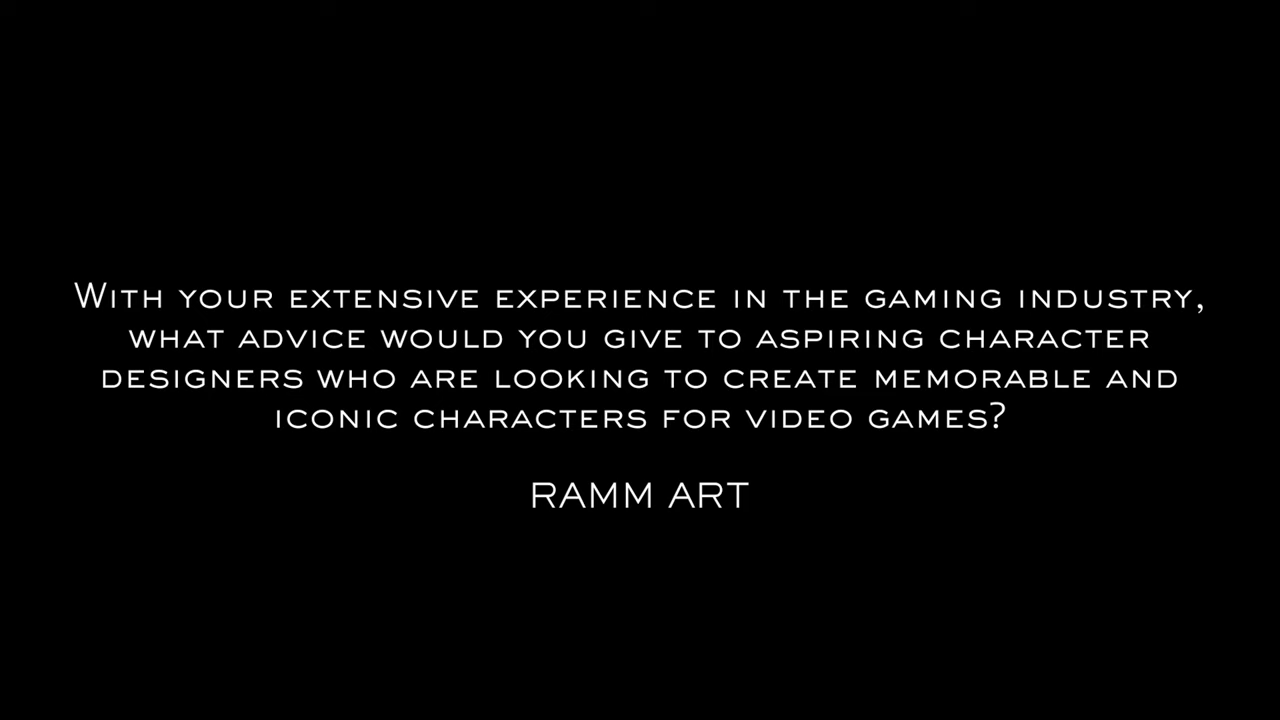 With your extensive experience in the gaming industry,
what advice would you give to aspiring character
designers who are looking to create memorable and
iconic characters for video games?
RAMM ART